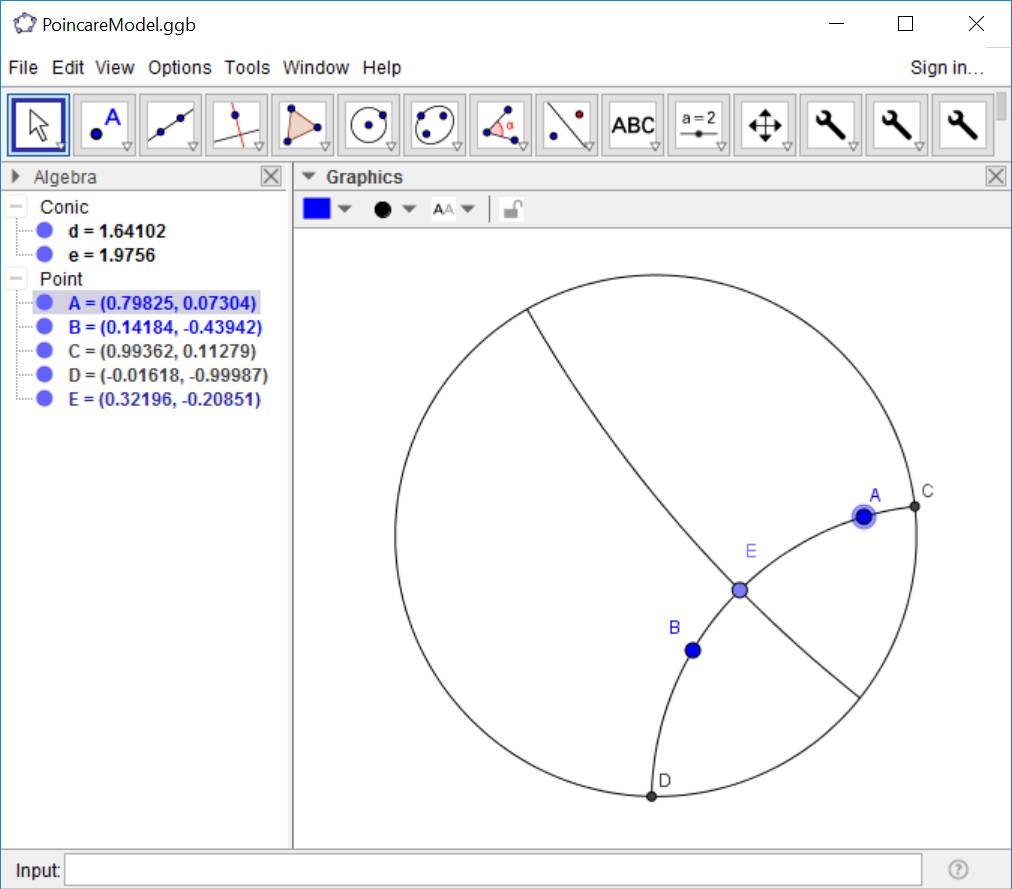 PoincareModel.ggb
File Edit View Options Tools Window Help Sign in...
A α ABC a = 2
Algebra
Graphics
AA
Conic
d = 1.64102
e = 1.9756
Point
A = (0.79825, 0.07304)
B = (0.14184, -0.43942)
C = (0.99362, 0.11279)
D = (-0.01618, -0.99987)
E = (0.32196, -0.20851)
A
C
E
B
D
Input:
?